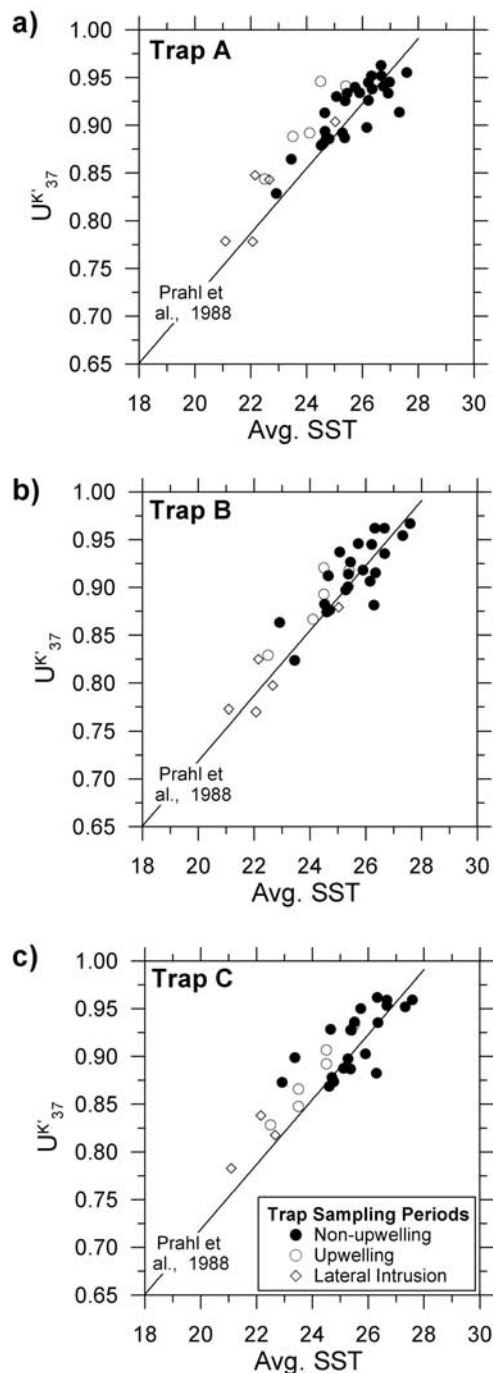 a)
Trap A
1.00
0.95
0.90
0.85
0.80
0.75
0.70
0.65
U^K'_37
Prahl et
al., 1988
18 20 22 24 26 28 30
Avg. SST
b)
Trap B
1.00
0.95
0.90
0.85
0.80
0.75
0.70
0.65
U^K'_37
Prahl et
al., 1988
18 20 22 24 26 28 30
Avg. SST
c)
Trap C
1.00
0.95
0.90
0.85
0.80
0.75
0.70
0.65
U^K'_37
Prahl et
al., 1988
Trap Sampling Periods
Non-upwelling
Upwelling
Lateral Intrusion
18 20 22 24 26 28 30
Avg. SST